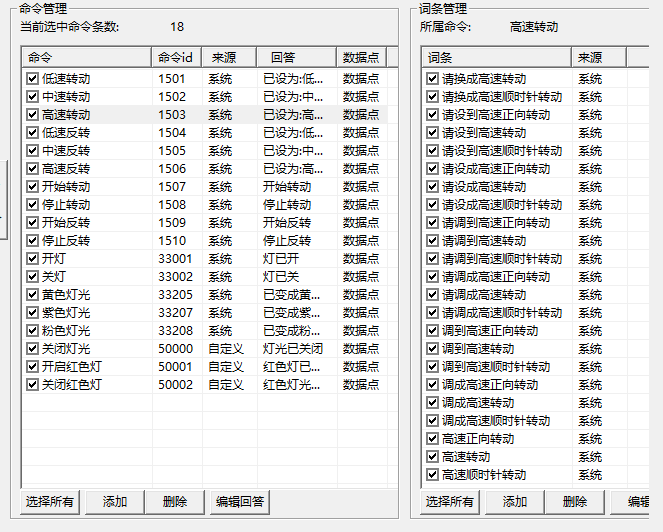 命令管理
当前选中命令条数: 18
命令 命令id 来源 回答 数据点
低速转动 1501 系统 已设为:低... 数据点
中速转动 1502 系统 已设为:中... 数据点
高速转动 1503 系统 已设为:高... 数据点
低速反转 1504 系统 已设为:低... 数据点
中速反转 1505 系统 已设为:中... 数据点
高速反转 1506 系统 已设为:高... 数据点
开始转动 1507 系统 开始转动 数据点
停止转动 1508 系统 停止转动 数据点
开始反转 1509 系统 开始反转 数据点
停止反转 1510 系统 停止反转 数据点
开灯 33001 系统 灯已开 数据点
关灯 33002 系统 灯已关 数据点
黄色灯光 33205 系统 已变成黄... 数据点
紫色灯光 33207 系统 已变成紫... 数据点
粉色灯光 33208 系统 已变成粉... 数据点
关闭灯光 50000 自定义 灯光已关闭 数据点
开启红色灯 50001 自定义 红色灯已... 数据点
关闭红色灯 50002 自定义 红色灯光... 数据点
选择所有 添加 删除 编辑回答
词条管理
所属命令: 高速转动
词条 来源
请换成高速转动 系统
请换成高速顺时针转动 系统
请设到高速正向转动 系统
请设到高速转动 系统
请设到高速顺时针转动 系统
请设成高速正向转动 系统
请设成高速转动 系统
请设成高速顺时针转动 系统
请调到高速正向转动 系统
请调到高速转动 系统
请调到高速顺时针转动 系统
请调成高速正向转动 系统
请调成高速转动 系统
请调成高速顺时针转动 系统
调到高速正向转动 系统
调到高速转动 系统
调到高速顺时针转动 系统
调成高速正向转动 系统
调成高速转动 系统
调成高速顺时针转动 系统
高速正向转动 系统
高速转动 系统
高速顺时针转动 系统
选择所有 添加 删除 编辑